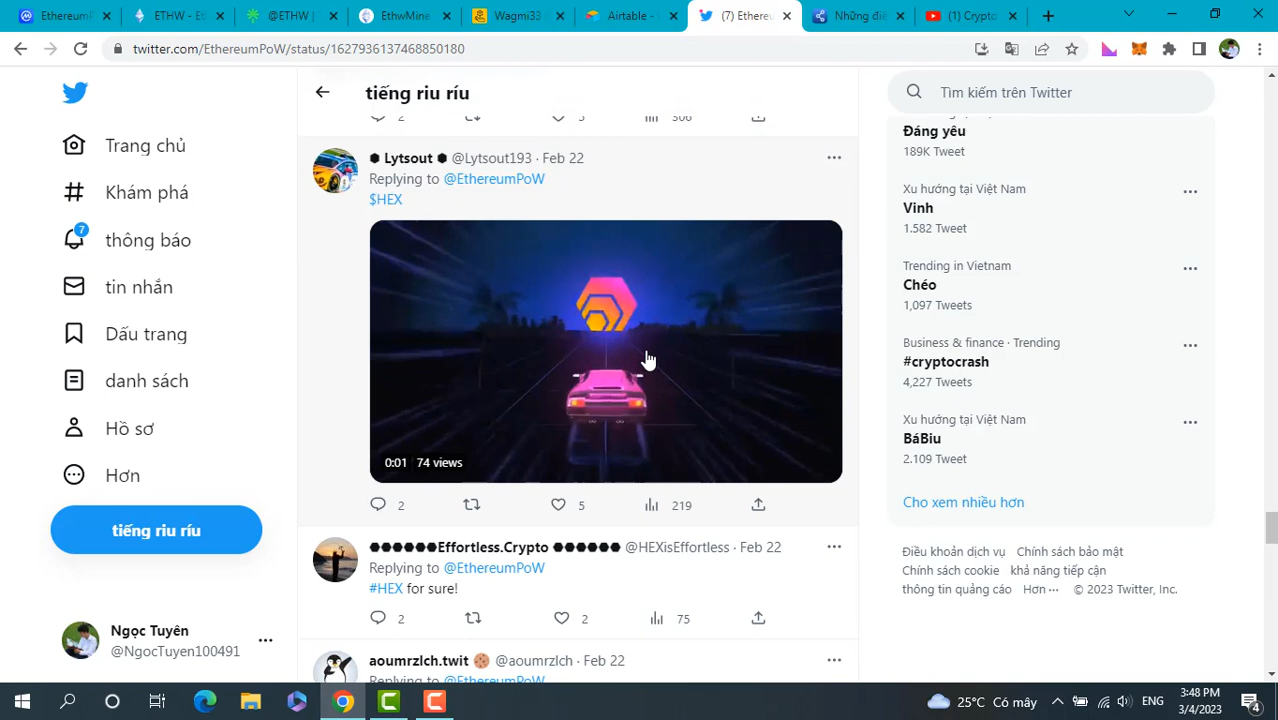 EthereumP
ETHW - Eth
@ETHW |
EthwMine
Wagmi33
Airtable -
(7) Ethere
Những điề
(1) Crypto
twitter.com/EthereumPoW/status/1627936137468850180
tiếng riu ríu
Tìm kiếm trên Twitter
Trang chủ
Khám phá
7
thông báo
tin nhắn
Dấu trang
danh sách
Hồ sơ
Hơn
tiếng riu ríu
Ngọc Tuyên
@NgocTuyen100491
2 5 306
Lytsout @Lytsout193 · Feb 22
Replying to @EthereumPoW
$HEX
0:01 74 views
2 5 219
Effortless.Crypto @HEXisEffortless · Feb 22
Replying to @EthereumPoW
#HEX for sure!
2 2 75
aoumrzlch.twit @aoumrzlch · Feb 22
Replying to @EthereumPoW
Đáng yêu
189K Tweet
Xu hướng tại Việt Nam
Vinh
1.582 Tweet
Trending in Vietnam
Chéo
1,097 Tweets
Business & finance · Trending
#cryptocrash
4,227 Tweets
Xu hướng tại Việt Nam
BáBiu
2.109 Tweet
Cho xem nhiều hơn
Điều khoản dịch vụ Chính sách bảo mật
Chính sách cookie khả năng tiếp cận
thông tin quảng cáo Hơn ··· © 2023 Twitter, Inc.
25°C Có mây
ENG
3:48 PM
3/4/2023
4